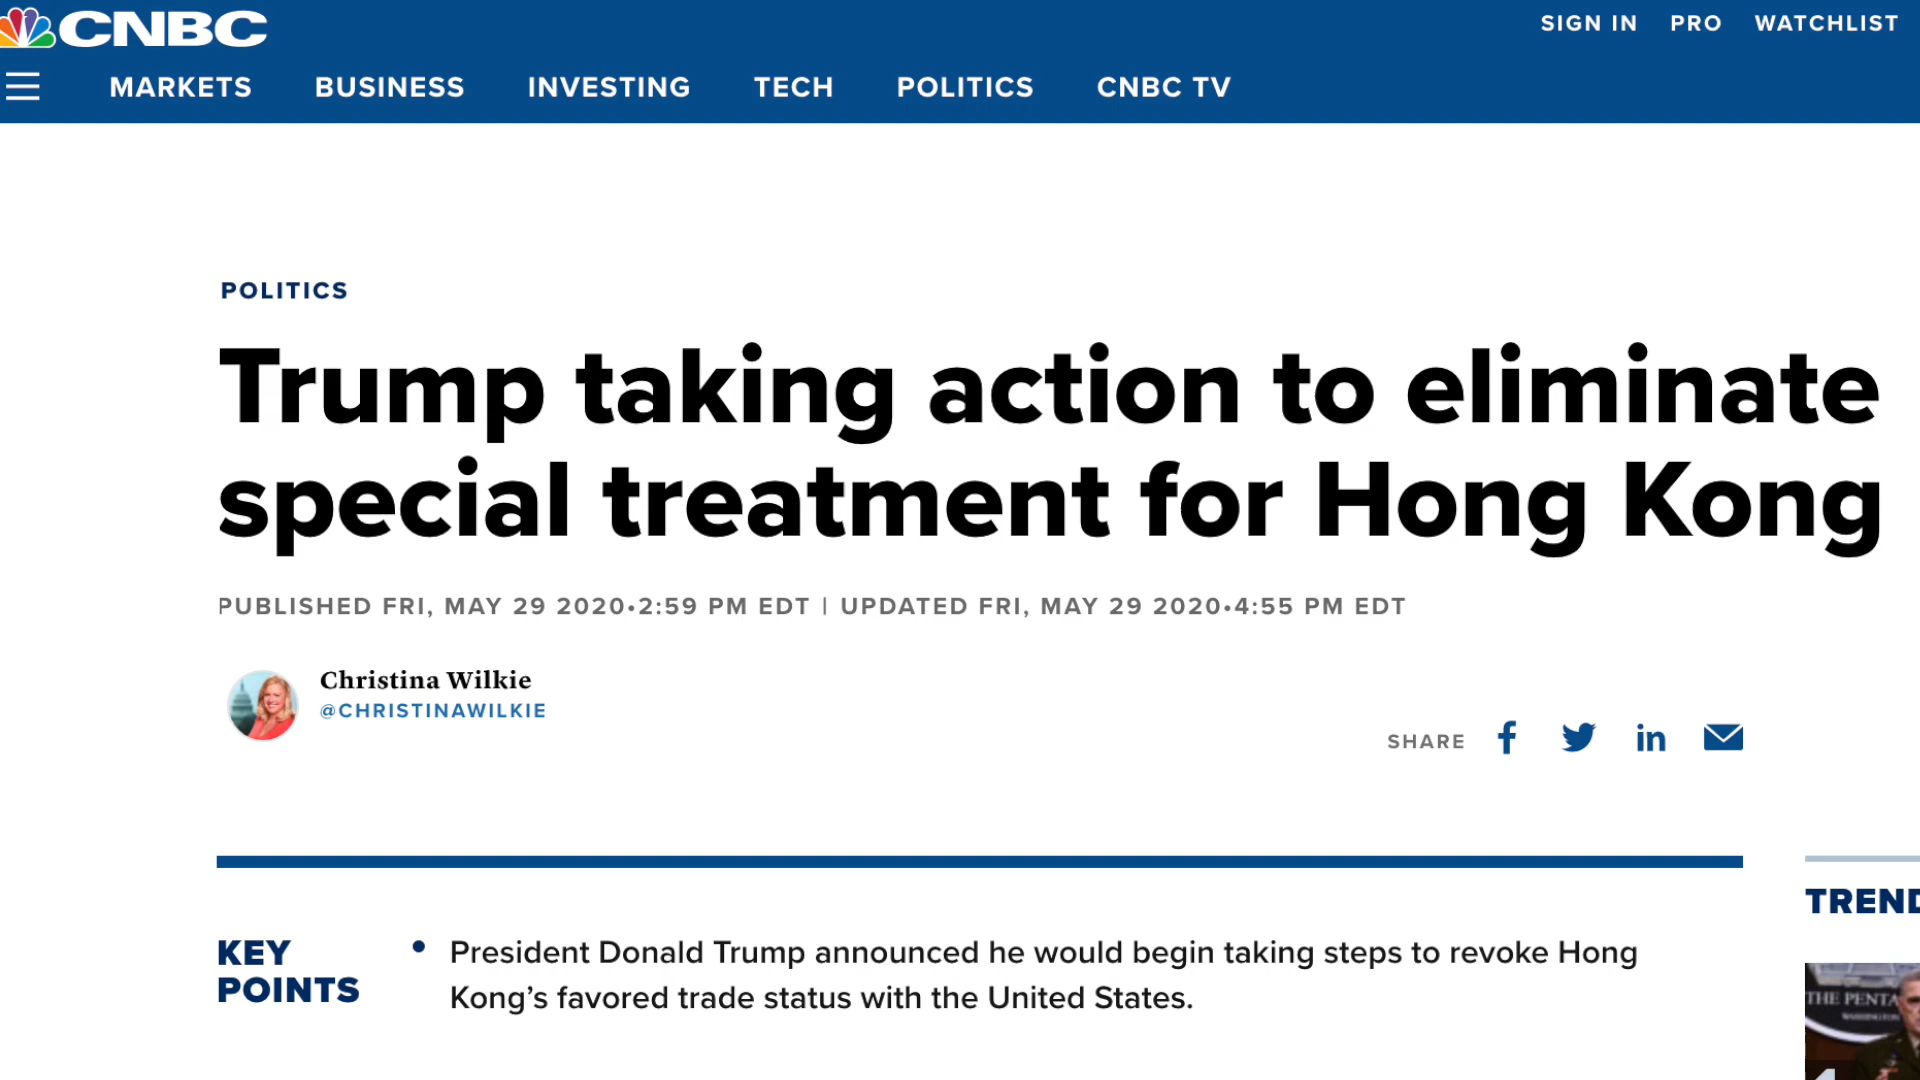 CNBC
SIGN IN PRO WATCHLIST
MARKETS BUSINESS INVESTING TECH POLITICS CNBC TV
POLITICS
Trump taking action to eliminate
special treatment for Hong Kong
PUBLISHED FRI, MAY 29 2020•2:59 PM EDT | UPDATED FRI, MAY 29 2020•4:55 PM EDT
Christina Wilkie
@CHRISTINAWILKIE
SHARE
KEY
POINTS
• President Donald Trump announced he would begin taking steps to revoke Hong
Kong’s favored trade status with the United States.
TREND
THE PENTA